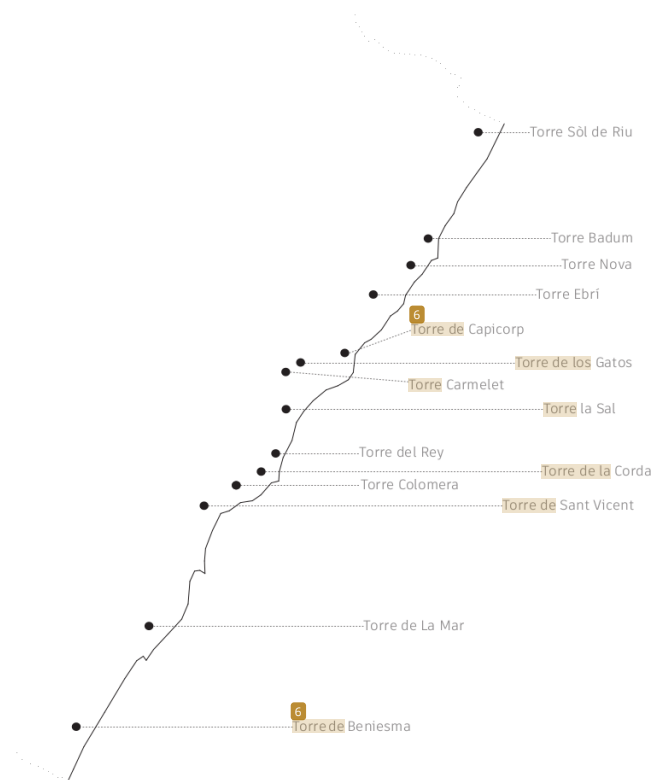 Torre Sòl de Riu
Torre Badum
Torre Nova
Torre Ebrí
6
Torre de Capicorp
Torre de los Gatos
Torre Carmelet
Torre la Sal
Torre del Rey
Torre de la Corda
Torre Colomera
Torre de Sant Vicent
Torre de La Mar
6
Torre de Beniesma